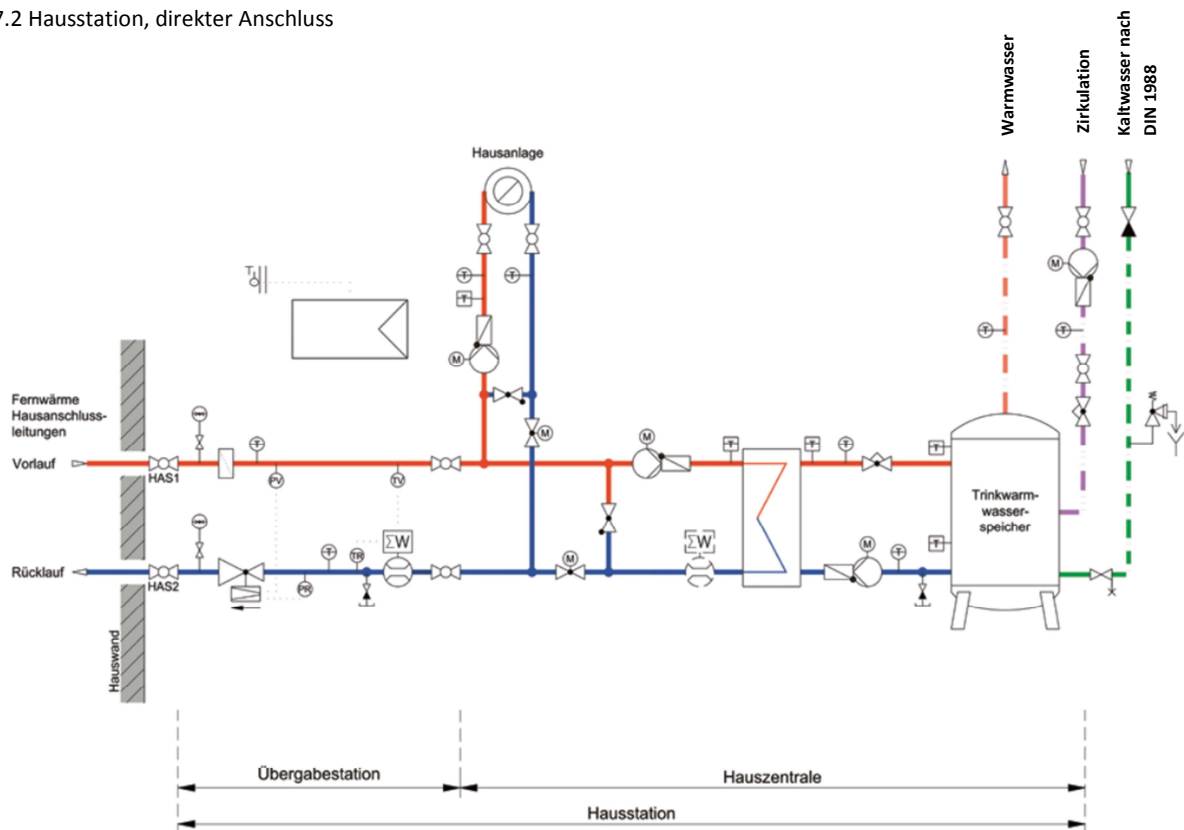 7.2 Hausstation, direkter Anschluss
Warmwasser
Zirkulation
Kaltwasser nach
DIN 1988
Hausanlage
T
T
T
T
M
M
T
T
W
Fernwärme
Hausanschluss-
leitungen
Vorlauf
HAS1
T
PV
TV
M
T
T
T
T
M
Trinkwarm-
wasser-
speicher
Rücklauf
HAS2
T
PR
TR
ΣW
M
ΣW
M
T
T
Hauswand
Übergabestation
Hauszentrale
Hausstation